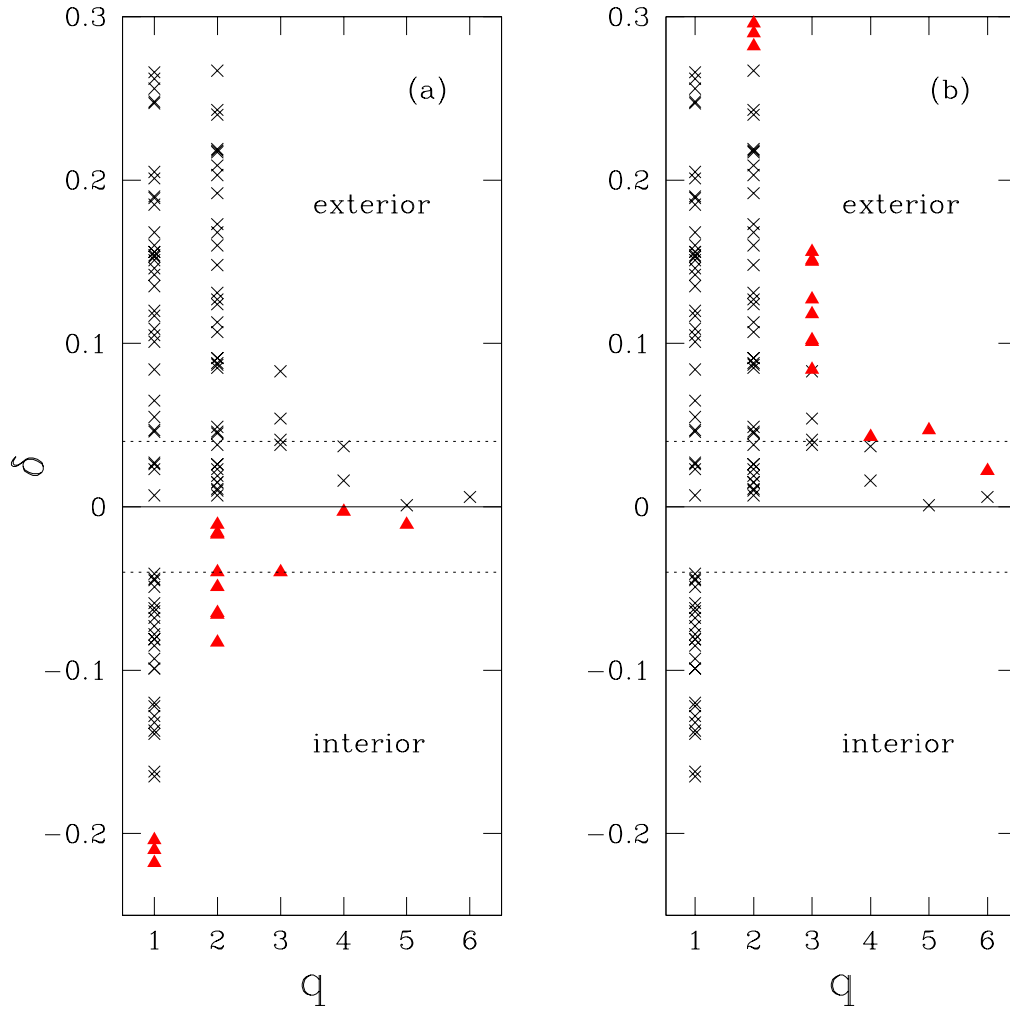 0.3 0.3
(a) (b)
0.2 0.2
exterior exterior
0.1 0.1
δ
0 0
−0.1 −0.1
interior interior
−0.2 −0.2
1 2 3 4 5 6 1 2 3 4 5 6
q q